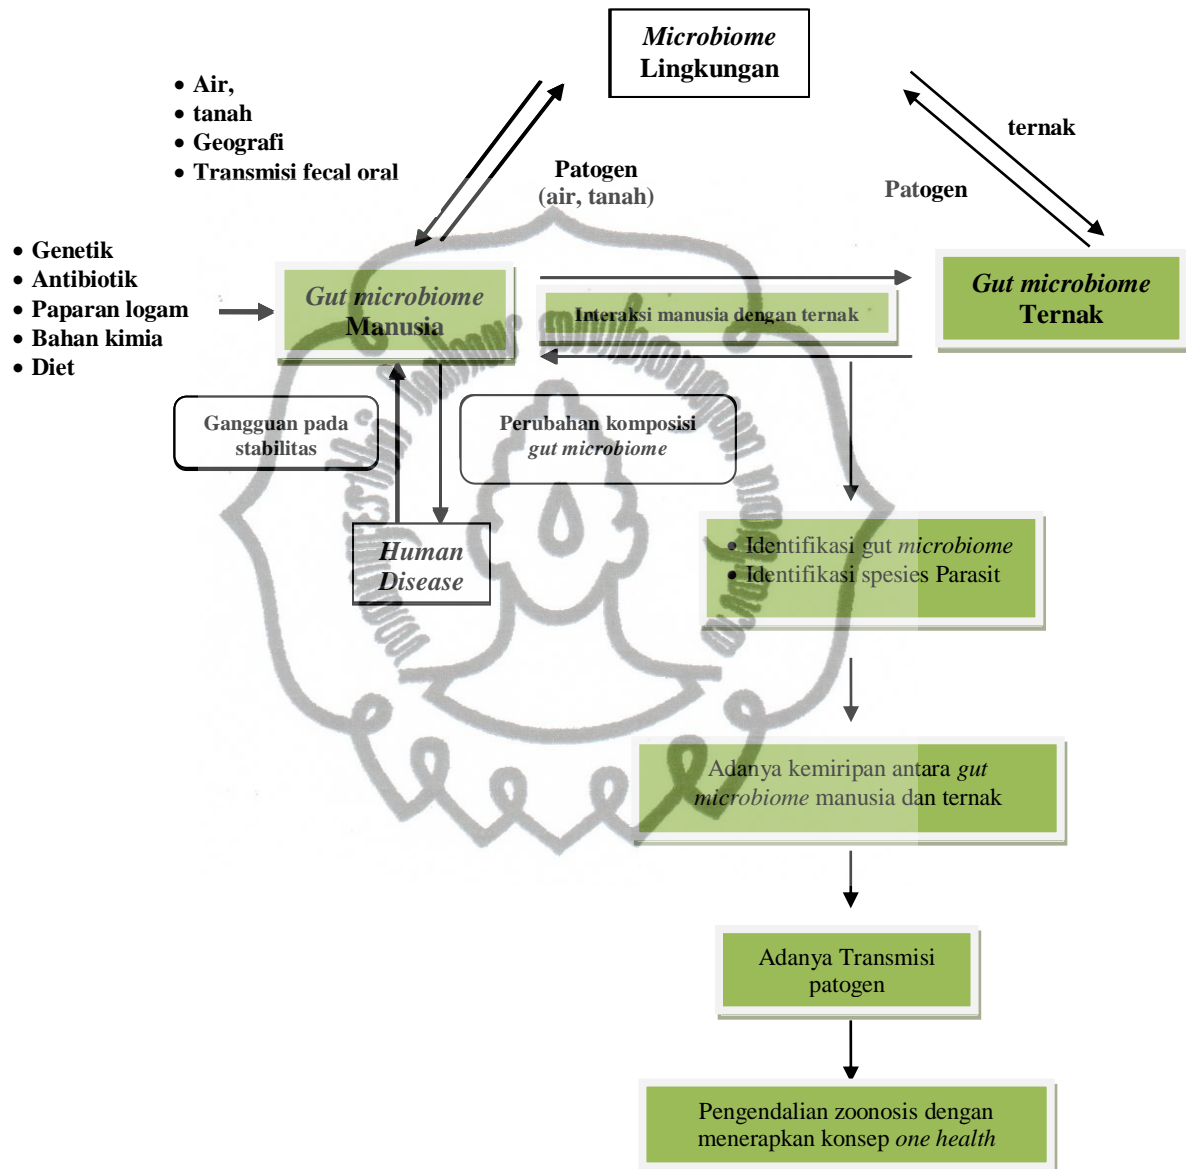 Microbiome
Lingkungan
• Air,
• tanah
• Geografi
• Transmisi fecal oral
Patogen
(air, tanah)
ternak
Patogen
• Genetik
• Antibiotik
• Paparan logam
• Bahan kimia
• Diet
Gut microbiome
Manusia
Interaksi manusia dengan ternak
Gut microbiome
Ternak
Gangguan pada
stabilitas
Perubahan komposisi
gut microbiome
Human
Disease
• Identifikasi gut microbiome
• Identifikasi spesies Parasit
Adanya kemiripan antara gut
microbiome manusia dan ternak
Adanya Transmisi
patogen
Pengendalian zoonosis dengan
menerapkan konsep one health